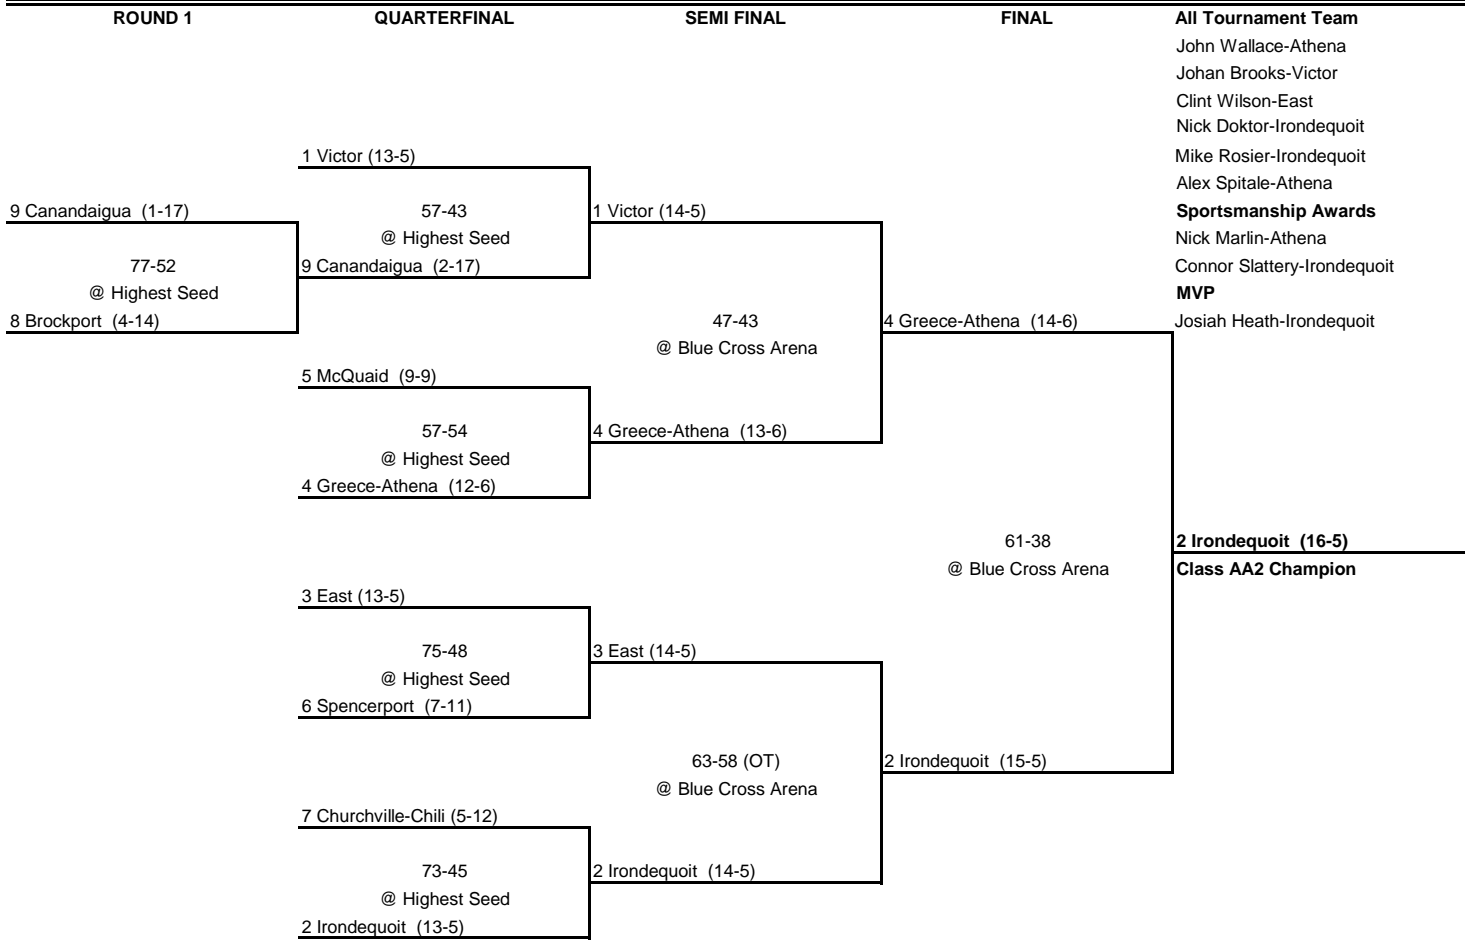 ROUND 1 QUARTERFINAL SEMI FINAL FINAL All Tournament Team
John Wallace-Athena
Johan Brooks-Victor
Clint Wilson-East
Nick Doktor-Irondequoit
1 Victor (13-5) Mike Rosier-Irondequoit
Alex Spitale-Athena
9 Canandaigua (1-17) 57-43 1 Victor (14-5) Sportsmanship Awards
@ Highest Seed Nick Marlin-Athena
77-52 9 Canandaigua (2-17) Connor Slattery-Irondequoit
@ Highest Seed MVP
8 Brockport (4-14) 47-43 4 Greece-Athena (14-6) Josiah Heath-Irondequoit
@ Blue Cross Arena
5 McQuaid (9-9)
57-54 4 Greece-Athena (13-6)
@ Highest Seed
4 Greece-Athena (12-6)
61-38 2 Irondequoit (16-5)
@ Blue Cross Arena Class AA2 Champion
3 East (13-5)
75-48 3 East (14-5)
@ Highest Seed
6 Spencerport (7-11)
63-58 (OT) 2 Irondequoit (15-5)
@ Blue Cross Arena
7 Churchville-Chili (5-12)
73-45 2 Irondequoit (14-5)
@ Highest Seed
2 Irondequoit (13-5)